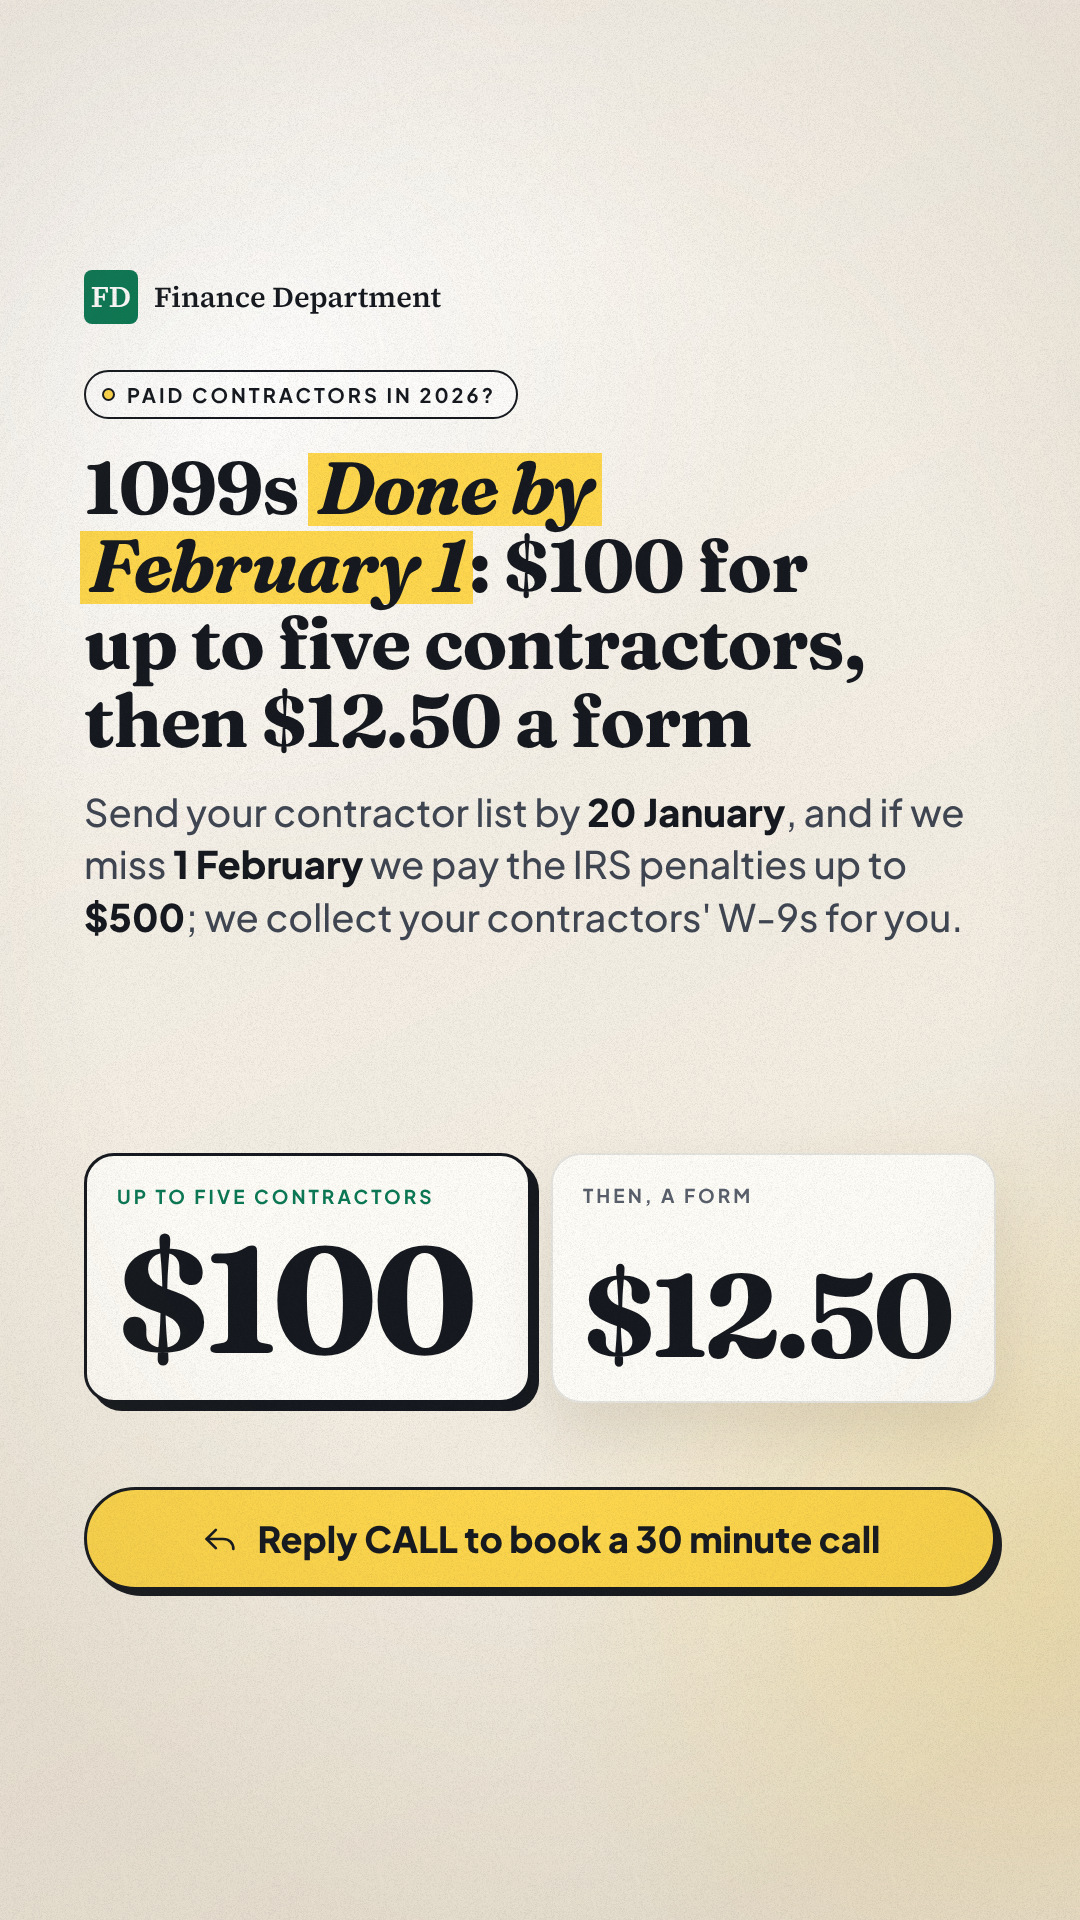 FD Finance Department
PAID CONTRACTORS IN 2026?
1099s Done by
February 1: $100 for
up to five contractors,
then $12.50 a form
Send your contractor list by 20 January, and if we
miss 1 February we pay the IRS penalties up to
$500; we collect your contractors' W-9s for you.
UP TO FIVE CONTRACTORS
$100
THEN, A FORM
$12.50
Reply CALL to book a 30 minute call